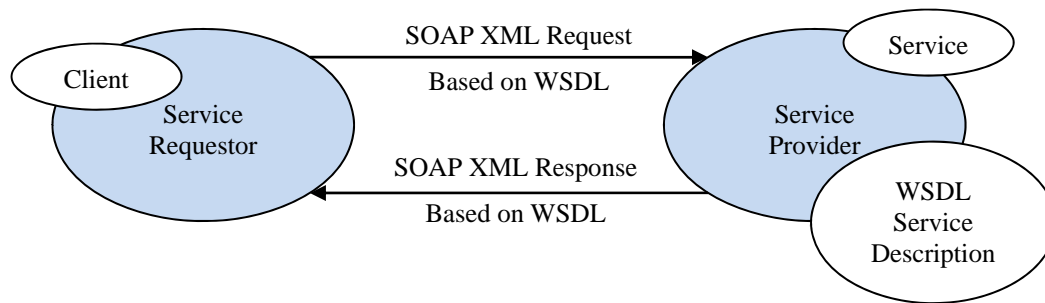 Client
Service
Requestor
SOAP XML Request
Based on WSDL
SOAP XML Response
Based on WSDL
Service
Service
Provider
WSDL
Service
Description